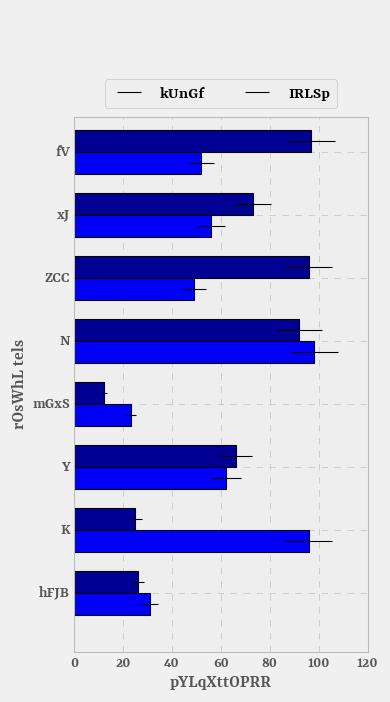 kUnGf IRLSp
fV
xJ
ZCC
N
mGxS
Y
K
hFJB
rOsWhL tels
0 20 40 60 80 100 120
pYLqXttOPRR